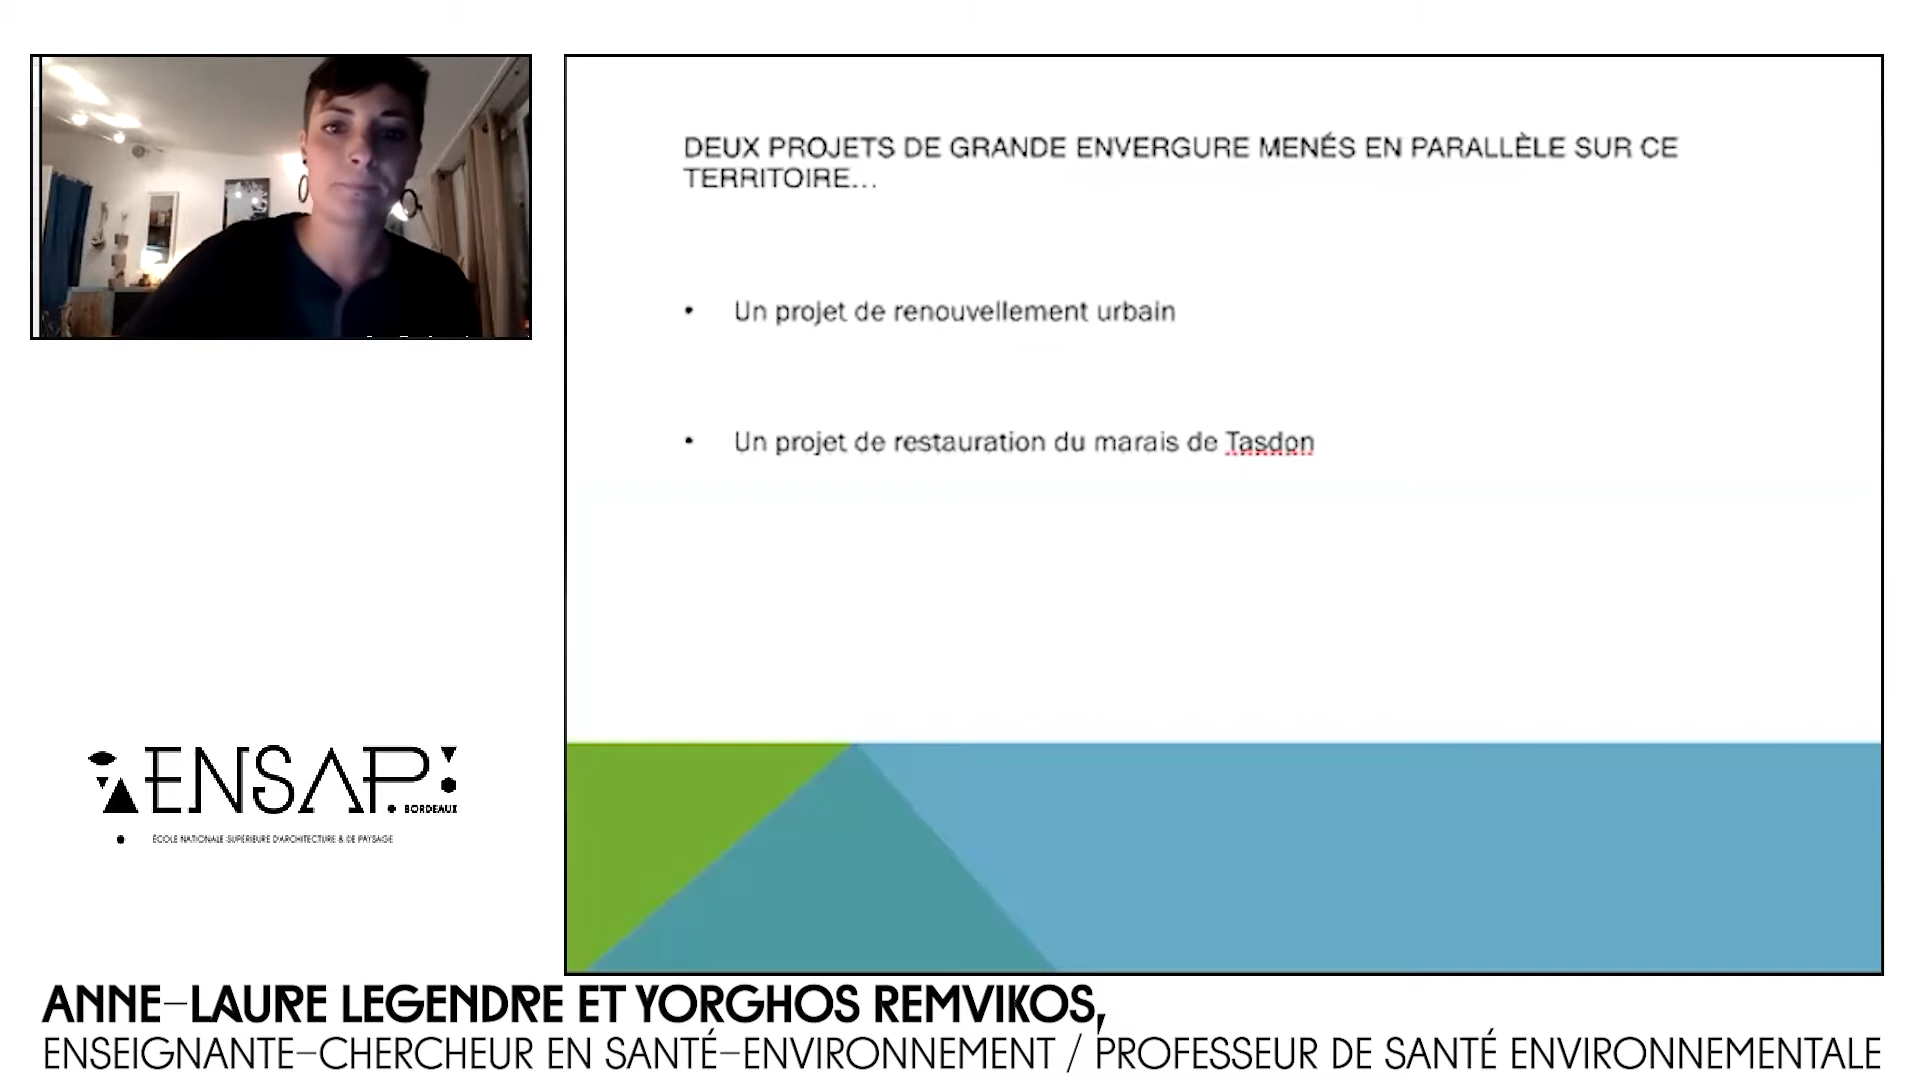 DEUX PROJETS DE GRANDE ENVERGURE MENÉS EN PARALLÈLE SUR CE
TERRITOIRE...
• Un projet de renouvellement urbain
• Un projet de restauration du marais de Tasdon
ENSAP
BORDEAUX
ÉCOLE NATIONALE SUPÉRIEURE D'ARCHITECTURE & DE PAYSAGE
ANNE-LAURE LEGENDRE ET YORGHOS REMVIKOS,
ENSEIGNANTE-CHERCHEUR EN SANTÉ-ENVIRONNEMENT / PROFESSEUR DE SANTÉ ENVIRONNEMENTALE